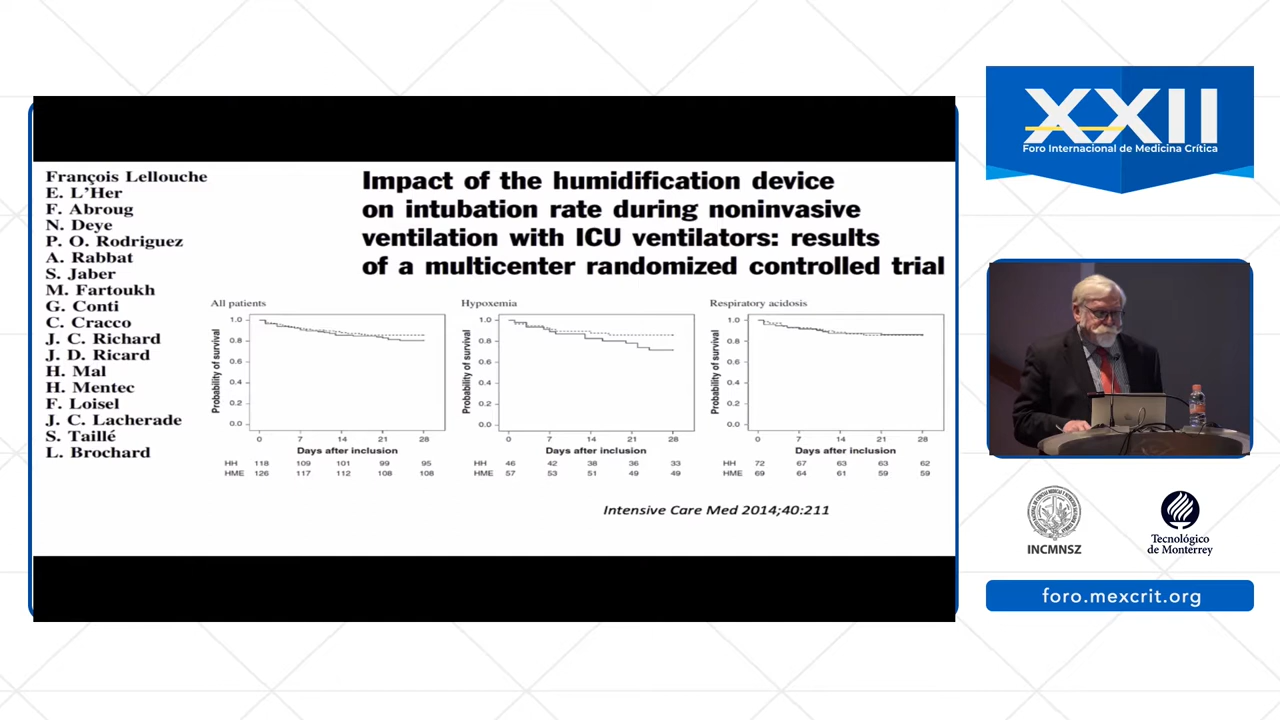 François Lellouche
E. L'Her
F. Abroug
N. Deye
P. O. Rodriguez
A. Rabbat
S. Jaber
M. Fartoukh
G. Conti
C. Cracco
J. C. Richard
J. D. Ricard
H. Mal
H. Mentec
F. Loisel
J. C. Lacherade
S. Taillé
L. Brochard
Impact of the humidification device
on intubation rate during noninvasive
ventilation with ICU ventilators: results
of a multicenter randomized controlled trial
All patients
Probability of survival
1.0
0.8
0.6
0.4
0.2
0.0
0 7 14 21 28
Days after inclusion
HH 118 109 101 99 95
HME 126 117 112 108 108
Hypoxemia
Probability of survival
1.0
0.8
0.6
0.4
0.2
0.0
0 7 14 21 28
Days after inclusion
HH 46 42 38 36 33
HME 57 53 51 49 49
Respiratory acidosis
Probability of survival
1.0
0.8
0.6
0.4
0.2
0.0
0 7 14 21 28
Days after inclusion
HH 72 67 63 63 62
HME 69 64 61 59 59
Intensive Care Med 2014;40:211
XXII
Foro Internacional de Medicina Crítica
INCMNSZ
Tecnológico
de Monterrey
foro.mexcrit.org